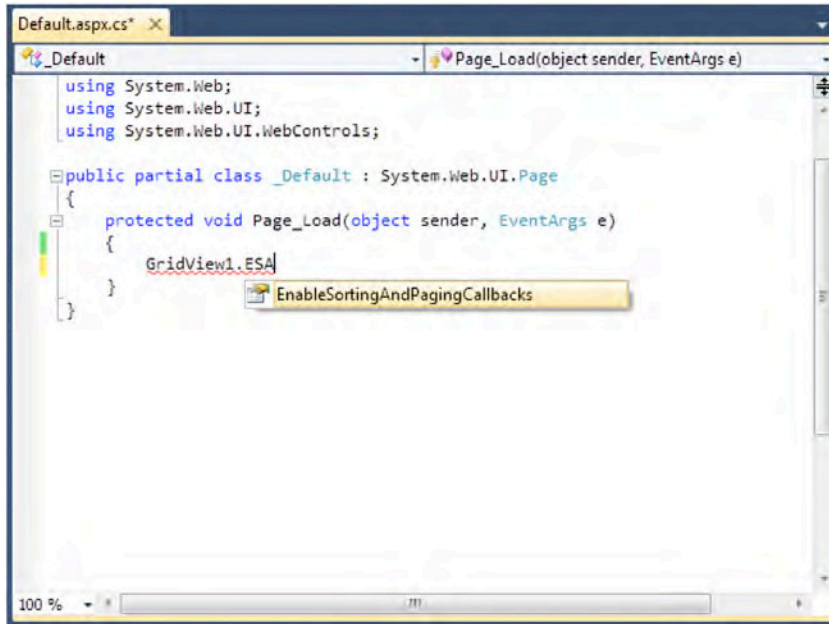 Default.aspx.cs*
_Default
Page_Load(object sender, EventArgs e)
using System.Web;
using System.Web.UI;
using System.Web.UI.WebControls;
public partial class _Default : System.Web.UI.Page
{
protected void Page_Load(object sender, EventArgs e)
{
GridView1.ESA
EnableSortingAndPagingCallbacks
}
}
100 %